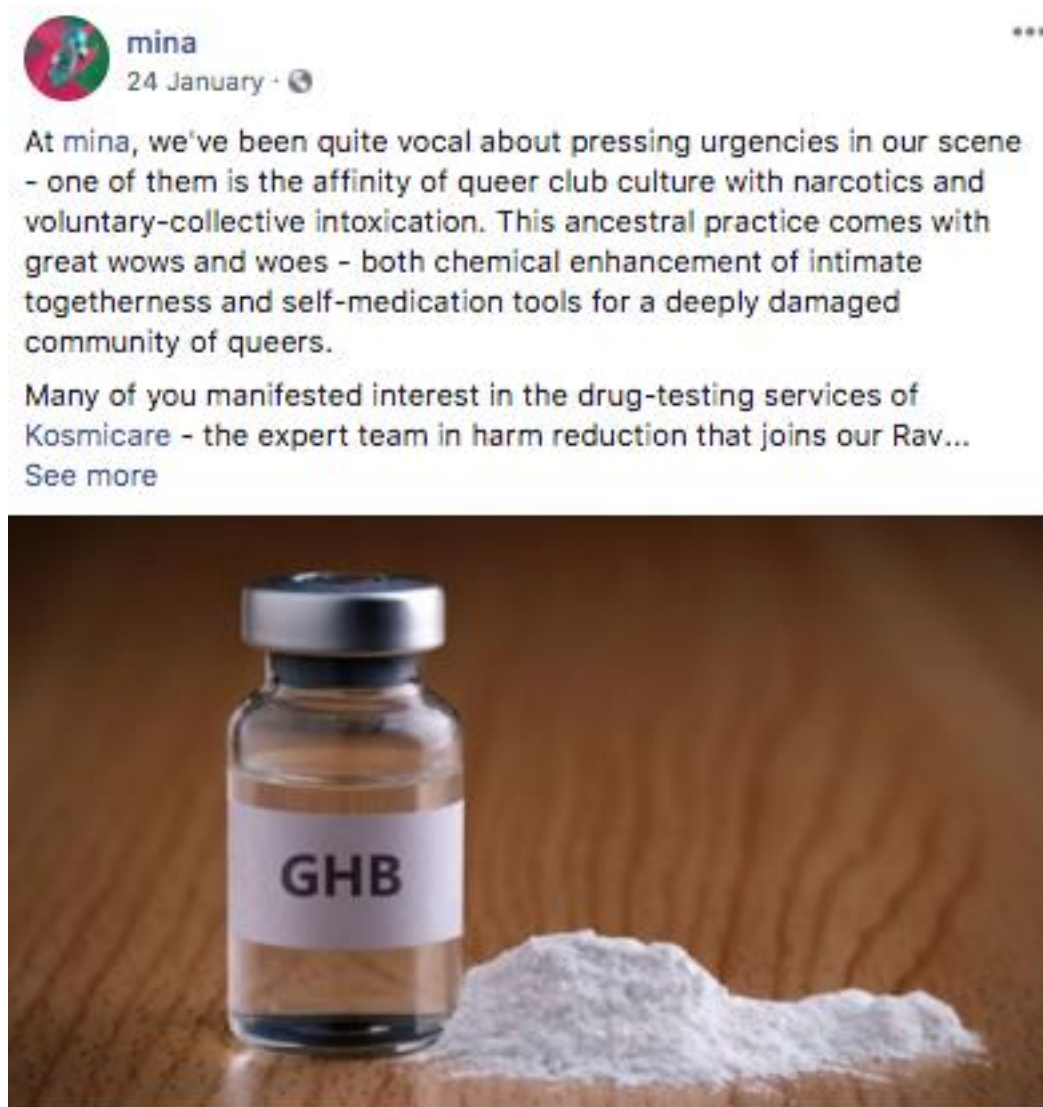 mina
24 January ·
At mina, we've been quite vocal about pressing urgencies in our scene
- one of them is the affinity of queer club culture with narcotics and
voluntary-collective intoxication. This ancestral practice comes with
great wows and woes - both chemical enhancement of intimate
togetherness and self-medication tools for a deeply damaged
community of queers.
Many of you manifested interest in the drug-testing services of
Kosmicare - the expert team in harm reduction that joins our Rav...
See more
GHB